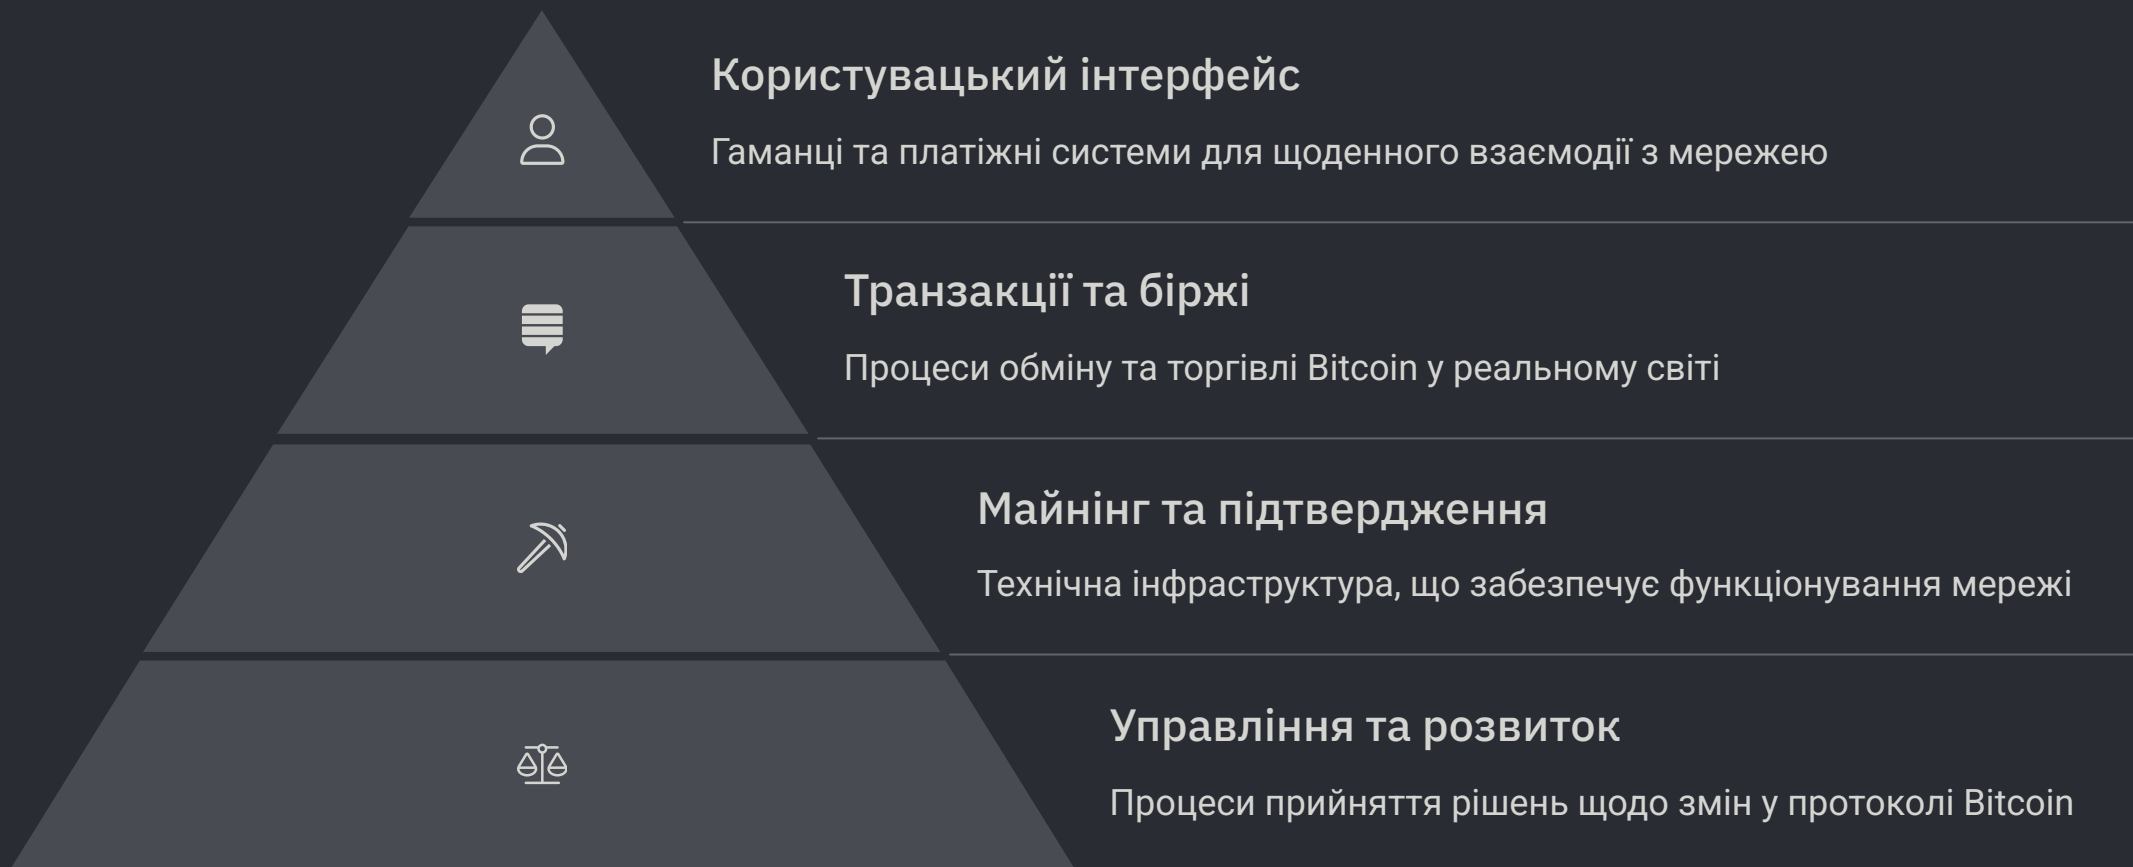 Користувацький інтерфейс
Гаманці та платіжні системи для щоденного взаємодії з мережею
Транзакції та біржі
Процеси обміну та торгівлі Bitcoin у реальному світі
Майнінг та підтвердження
Технічна інфраструктура, що забезпечує функціонування мережі
Управління та розвиток
Процеси прийняття рішень щодо змін у протоколі Bitcoin